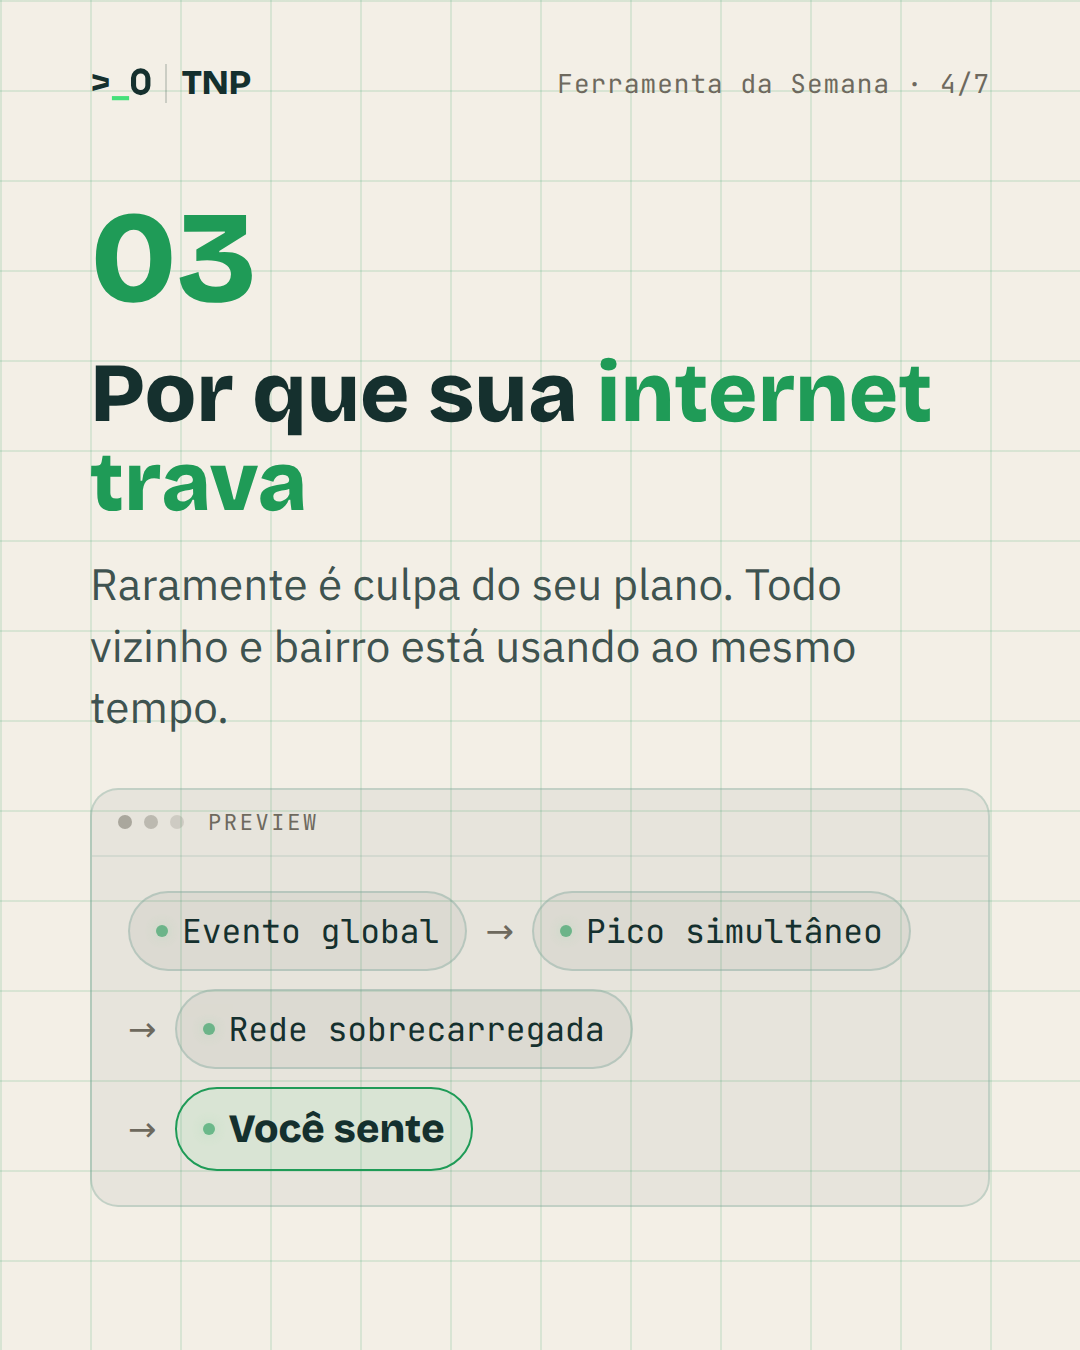 >_O TNP
Ferramenta da Semana · 4/7
03
Por que sua internet
trava
Raramente é culpa do seu plano. Todo
vizinho e bairro está usando ao mesmo
tempo.
PREVIEW
Evento global → Pico simultâneo
→ Rede sobrecarregada
→ Você sente